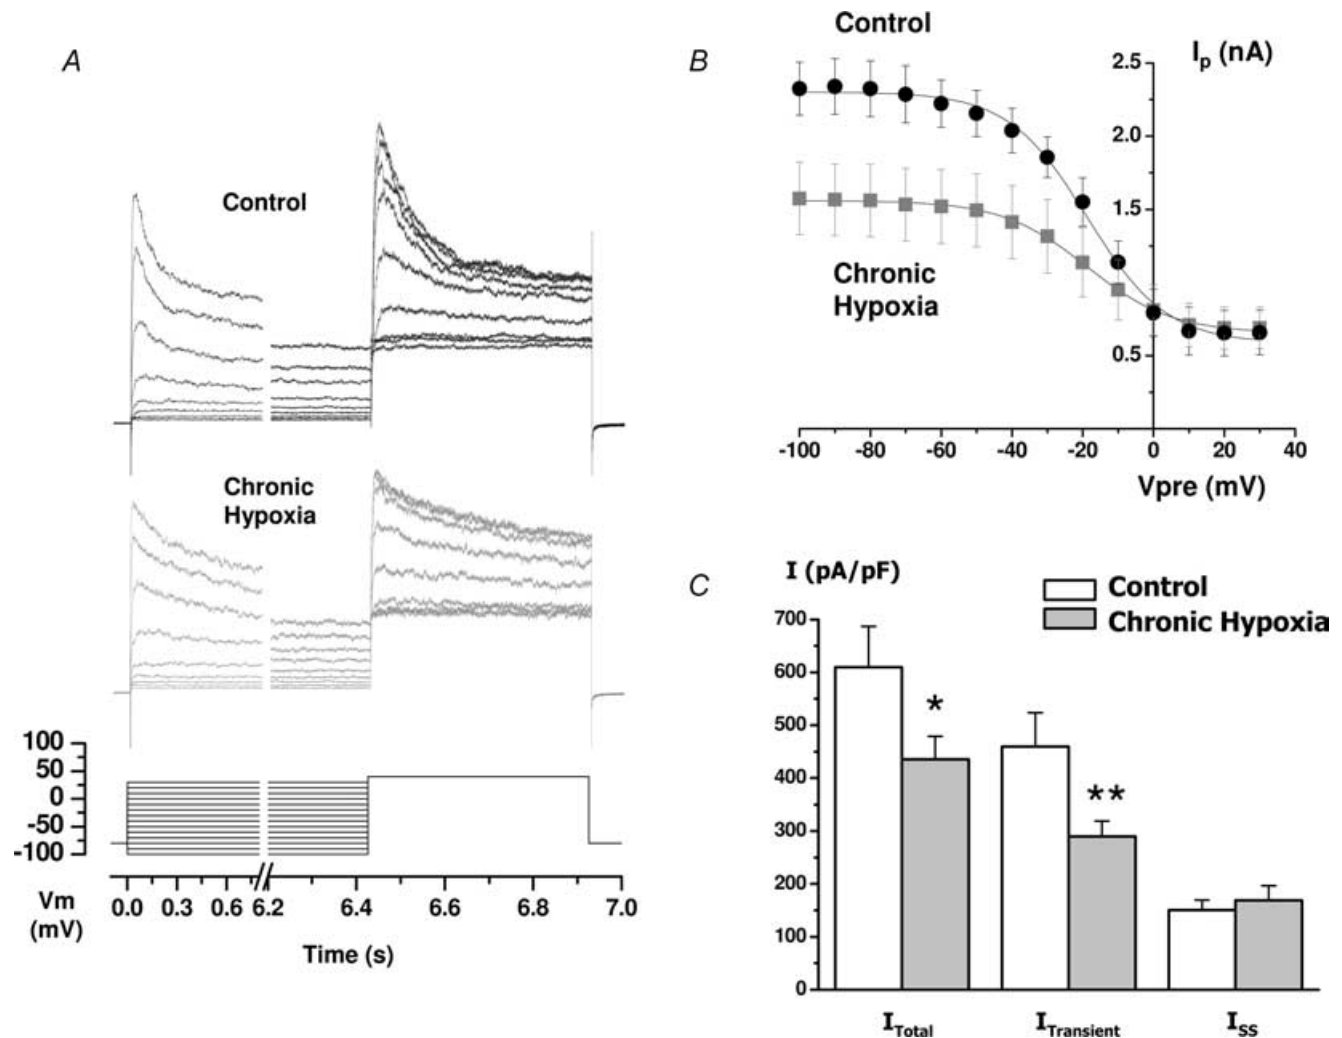 A
Control
Chronic
Hypoxia
100
50
0
-50
-100
Vm
(mV)
0.0 0.3 0.6 6.2 6.4 6.6 6.8 7.0
Time (s)
B
Control
Ip (nA)
2.5
2.0
1.5
0.5
Chronic
Hypoxia
-100 -80 -60 -40 -20 0 20 40
Vpre (mV)
C
I (pA/pF)
Control
Chronic Hypoxia
700
600
500
400
300
200
100
0
*
**
ITotal ITransient ISS